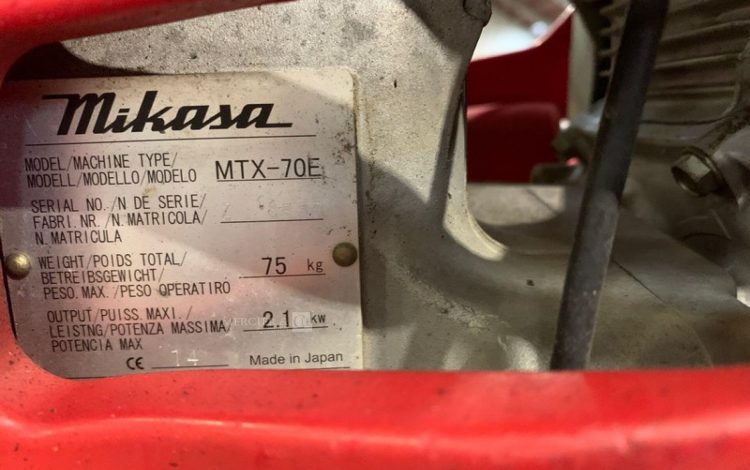 Mikasa
MODEL/MACHINE TYPE/
MODELL/MODELLO/MODELO MTX-70E
SERIAL NO./N DE SERIE/
FABRI. NR./N. MATRICOLA/
N. MATRICULA
WEIGHT/POIDS TOTAL/ 75 kg
BETREIBSGEWICHT/
PESO. MAX./PESO OPERATIRO
OUTPUT/PUISS. MAXI./ 2.1 kw
LEISTNG/POTENZA MASSIMA/
POTENCIA MAX
CE 14 Made in Japan